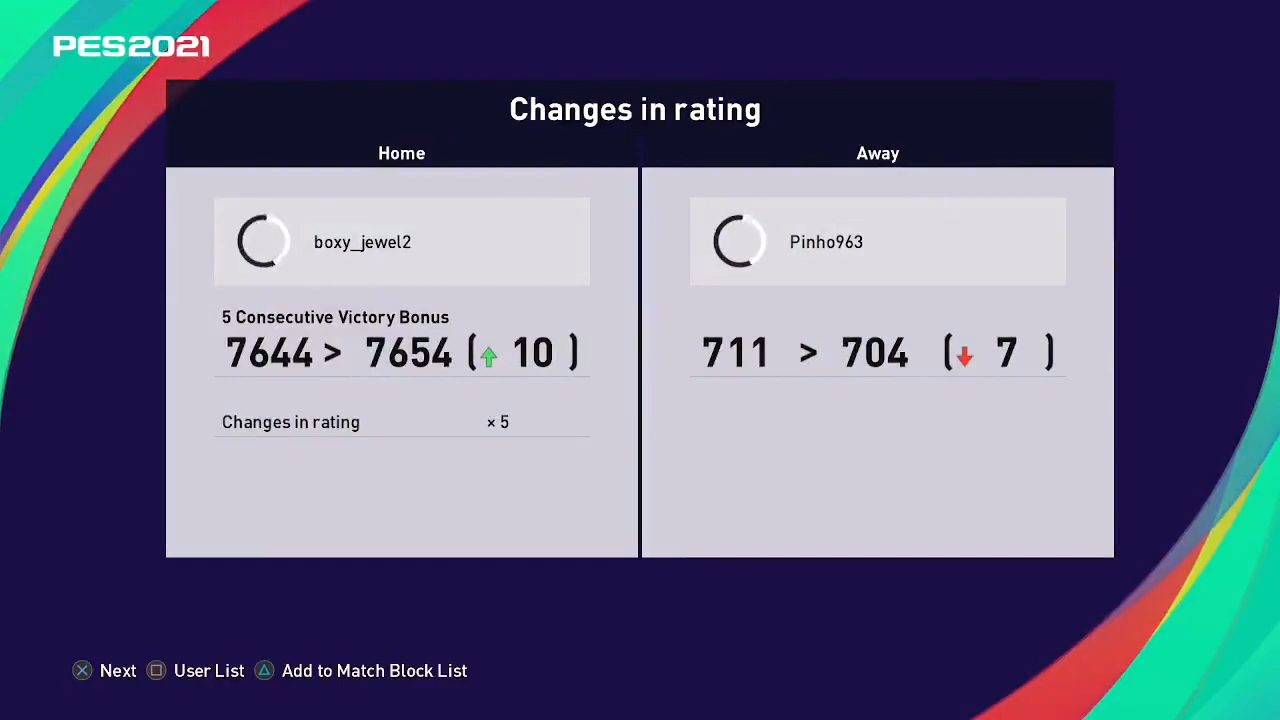 PES2021
Changes in rating
Home
Away
boxy_jewel2
Pinho963
5 Consecutive Victory Bonus
7644 > 7654 ( 10 )
711 > 704 ( 7 )
Changes in rating × 5
Next User List Add to Match Block List